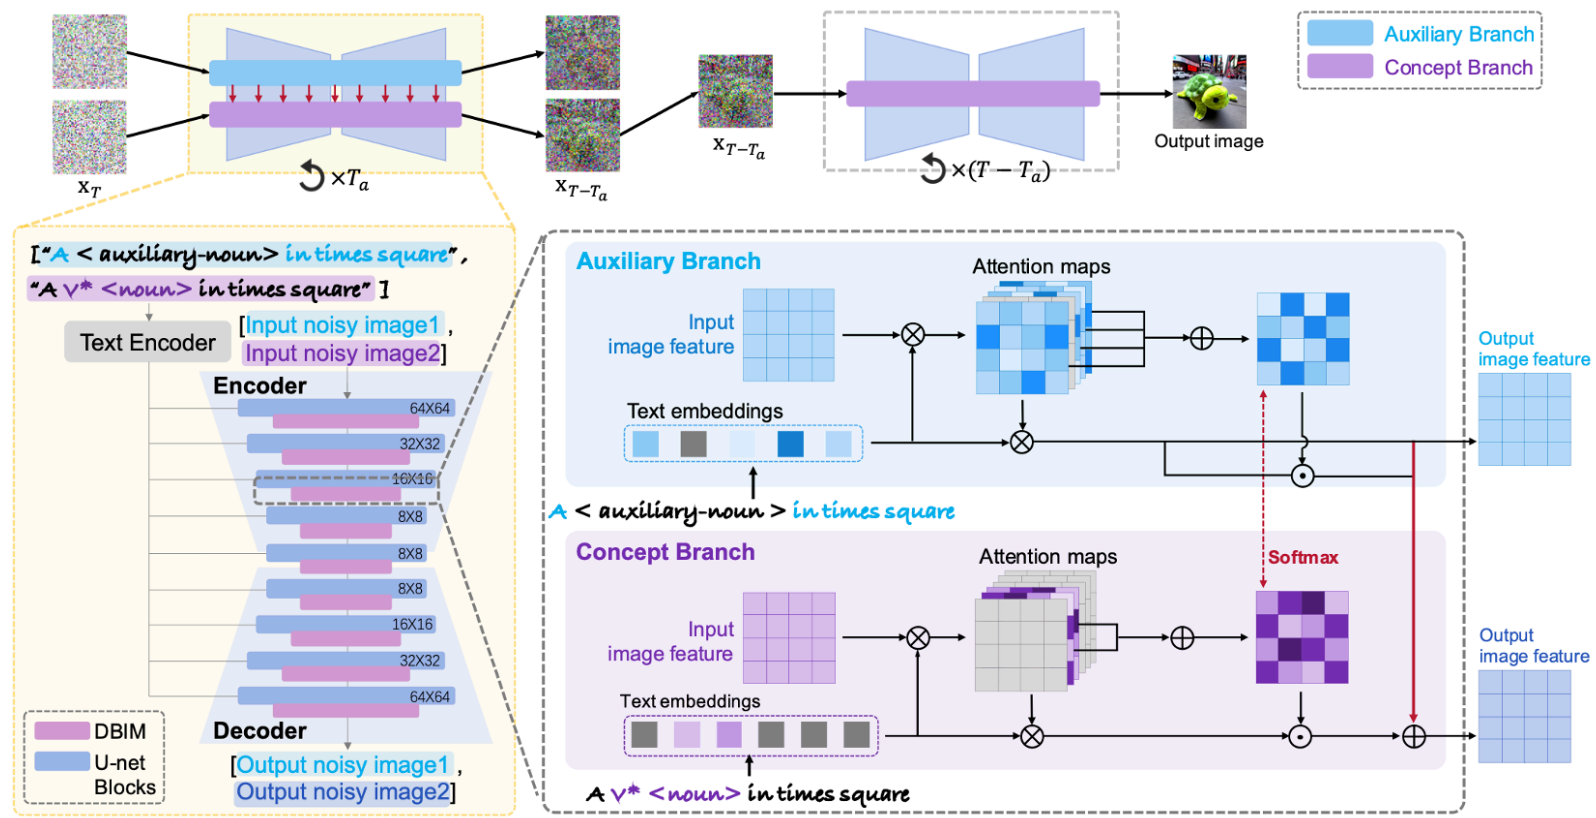 Auxiliary Branch
Concept Branch
x_T
×T_a
x_{T−T_a}
x_{T−T_a}
×(T − T_a)
Output image
["A < auxiliary-noun> in times square",
"A V* <noun> in times square" ]
Text Encoder
[Input noisy image1 ,
Input noisy image2]
Encoder
64X64
32X32
16X16
8X8
8X8
8X8
16X16
32X32
64X64
Decoder
[Output noisy image1 ,
Output noisy image2]
DBIM
U-net
Blocks
Auxiliary Branch
Attention maps
Input
image feature
Text embeddings
A < auxiliary-noun > in times square
Output
image feature
Concept Branch
Attention maps
Softmax
Input
image feature
Text embeddings
A V* <noun> in times square
Output
image feature